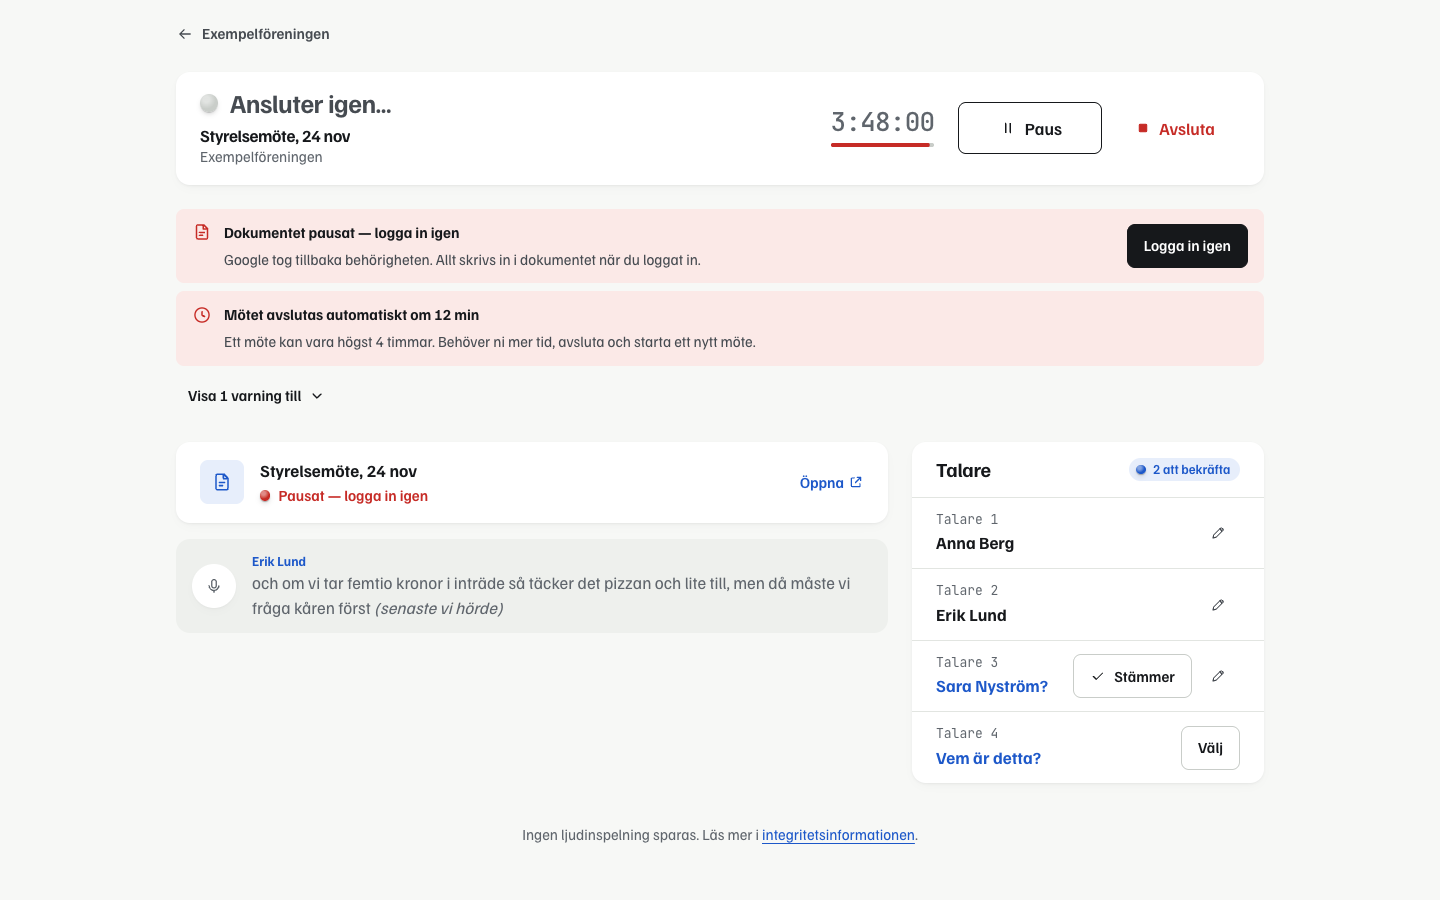 Exempelföreningen
Ansluter igen...
Styrelsemöte, 24 nov
Exempelföreningen
3:48:00
Paus
Avsluta
Dokumentet pausat — logga in igen
Google tog tillbaka behörigheten. Allt skrivs in i dokumentet när du loggat in.
Logga in igen
Mötet avslutas automatiskt om 12 min
Ett möte kan vara högst 4 timmar. Behöver ni mer tid, avsluta och starta ett nytt möte.
Visa 1 varning till
Styrelsemöte, 24 nov
Pausat — logga in igen
Öppna
Erik Lund
och om vi tar femtio kronor i inträde så täcker det pizzan och lite till, men då måste vi
fråga kåren först (senaste vi hörde)
Talare
2 att bekräfta
Talare 1
Anna Berg
Talare 2
Erik Lund
Talare 3
Sara Nyström?
Stämmer
Talare 4
Vem är detta?
Välj
Ingen ljudinspelning sparas. Läs mer i integritetsinformationen.